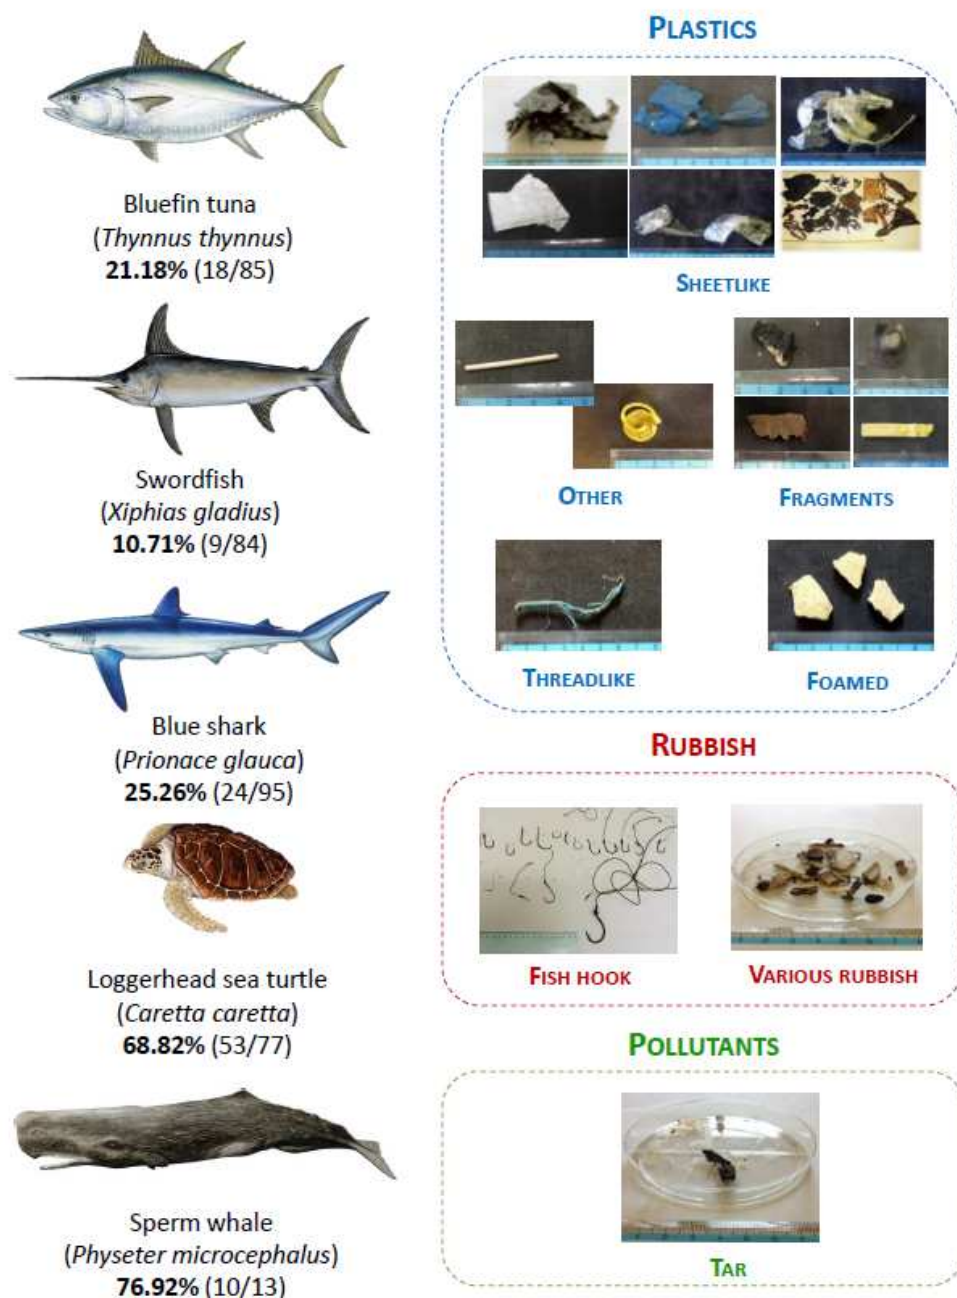 Bluefin tuna
(Thynnus thynnus)
21.18% (18/85)
Swordfish
(Xiphias gladius)
10.71% (9/84)
Blue shark
(Prionace glauca)
25.26% (24/95)
Loggerhead sea turtle
(Caretta caretta)
68.82% (53/77)
Sperm whale
(Physeter microcephalus)
76.92% (10/13)
PLASTICS
SHEETLIKE
OTHER
FRAGMENTS
THREADLIKE
FOAMED
RUBBISH
FISH HOOK
VARIOUS RUBBISH
POLLUTANTS
TAR